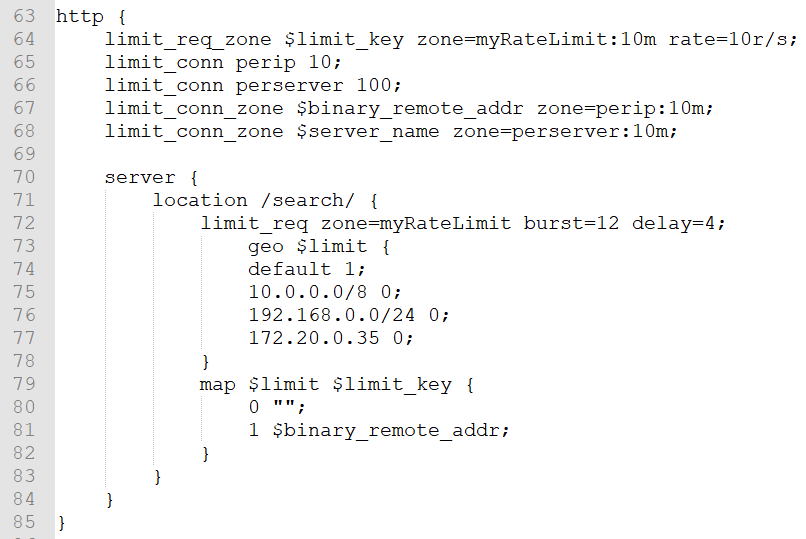 63 http {
64     limit_req_zone $limit_key zone=myRateLimit:10m rate=10r/s;
65     limit_conn perip 10;
66     limit_conn perserver 100;
67     limit_conn_zone $binary_remote_addr zone=perip:10m;
68     limit_conn_zone $server_name zone=perserver:10m;
69
70     server {
71         location /search/ {
72             limit_req zone=myRateLimit burst=12 delay=4;
73                 geo $limit {
74                 default 1;
75                 10.0.0.0/8 0;
76                 192.168.0.0/24 0;
77                 172.20.0.35 0;
78             }
79             map $limit $limit_key {
80                 0 "";
81                 1 $binary_remote_addr;
82             }
83         }
84     }
85 }